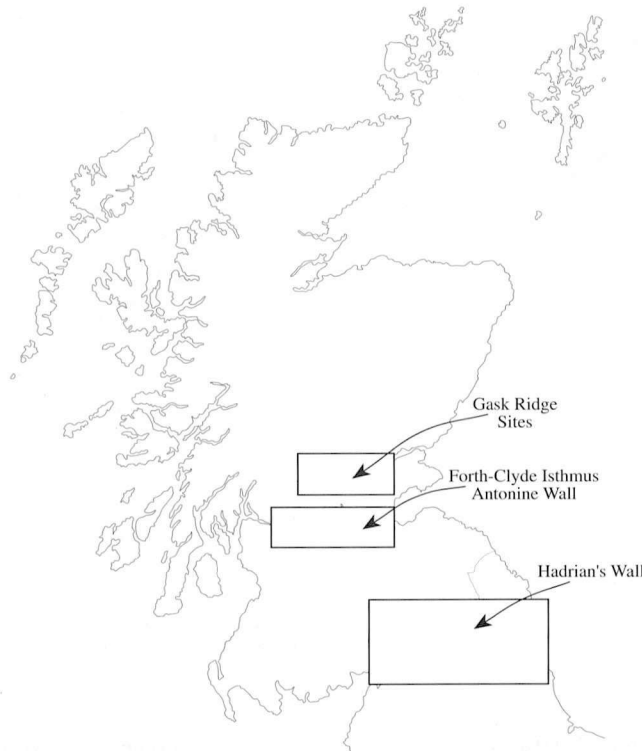 Gask Ridge
Sites
Forth-Clyde Isthmus
Antonine Wall
Hadrian's Wall